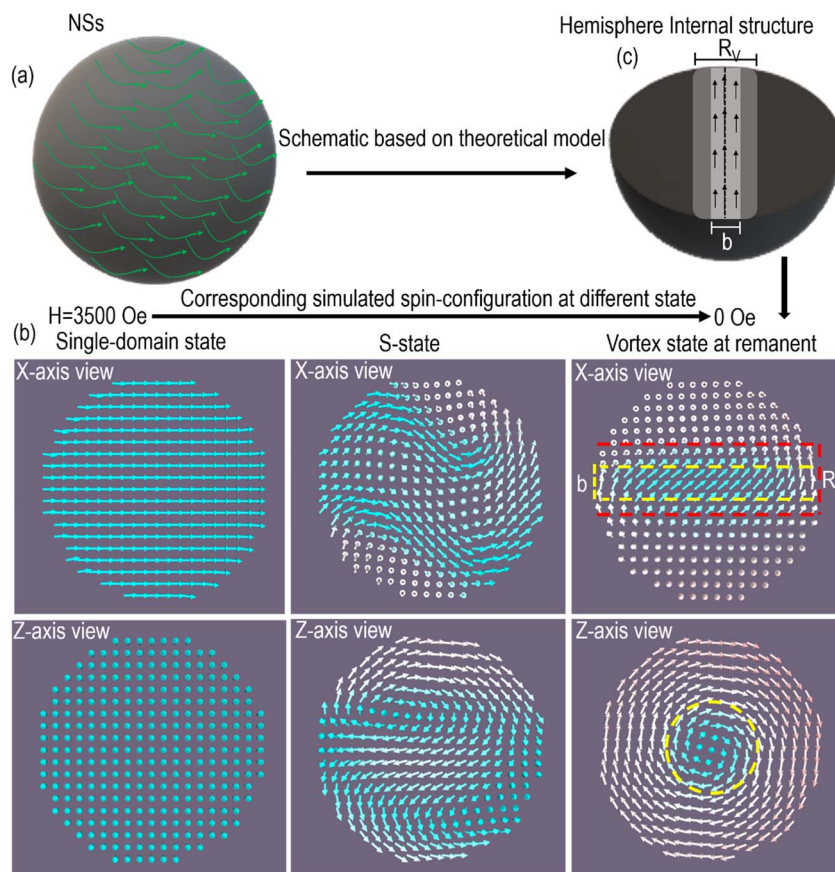 NSs
Hemisphere Internal structure
(a)
R_V
(c)
Schematic based on theoretical model
b
H=3500 Oe
Corresponding simulated spin-configuration at different state
0 Oe
(b)
Single-domain state
S-state
Vortex state at remanent
X-axis view
X-axis view
X-axis view
b
R
Z-axis view
Z-axis view
Z-axis view